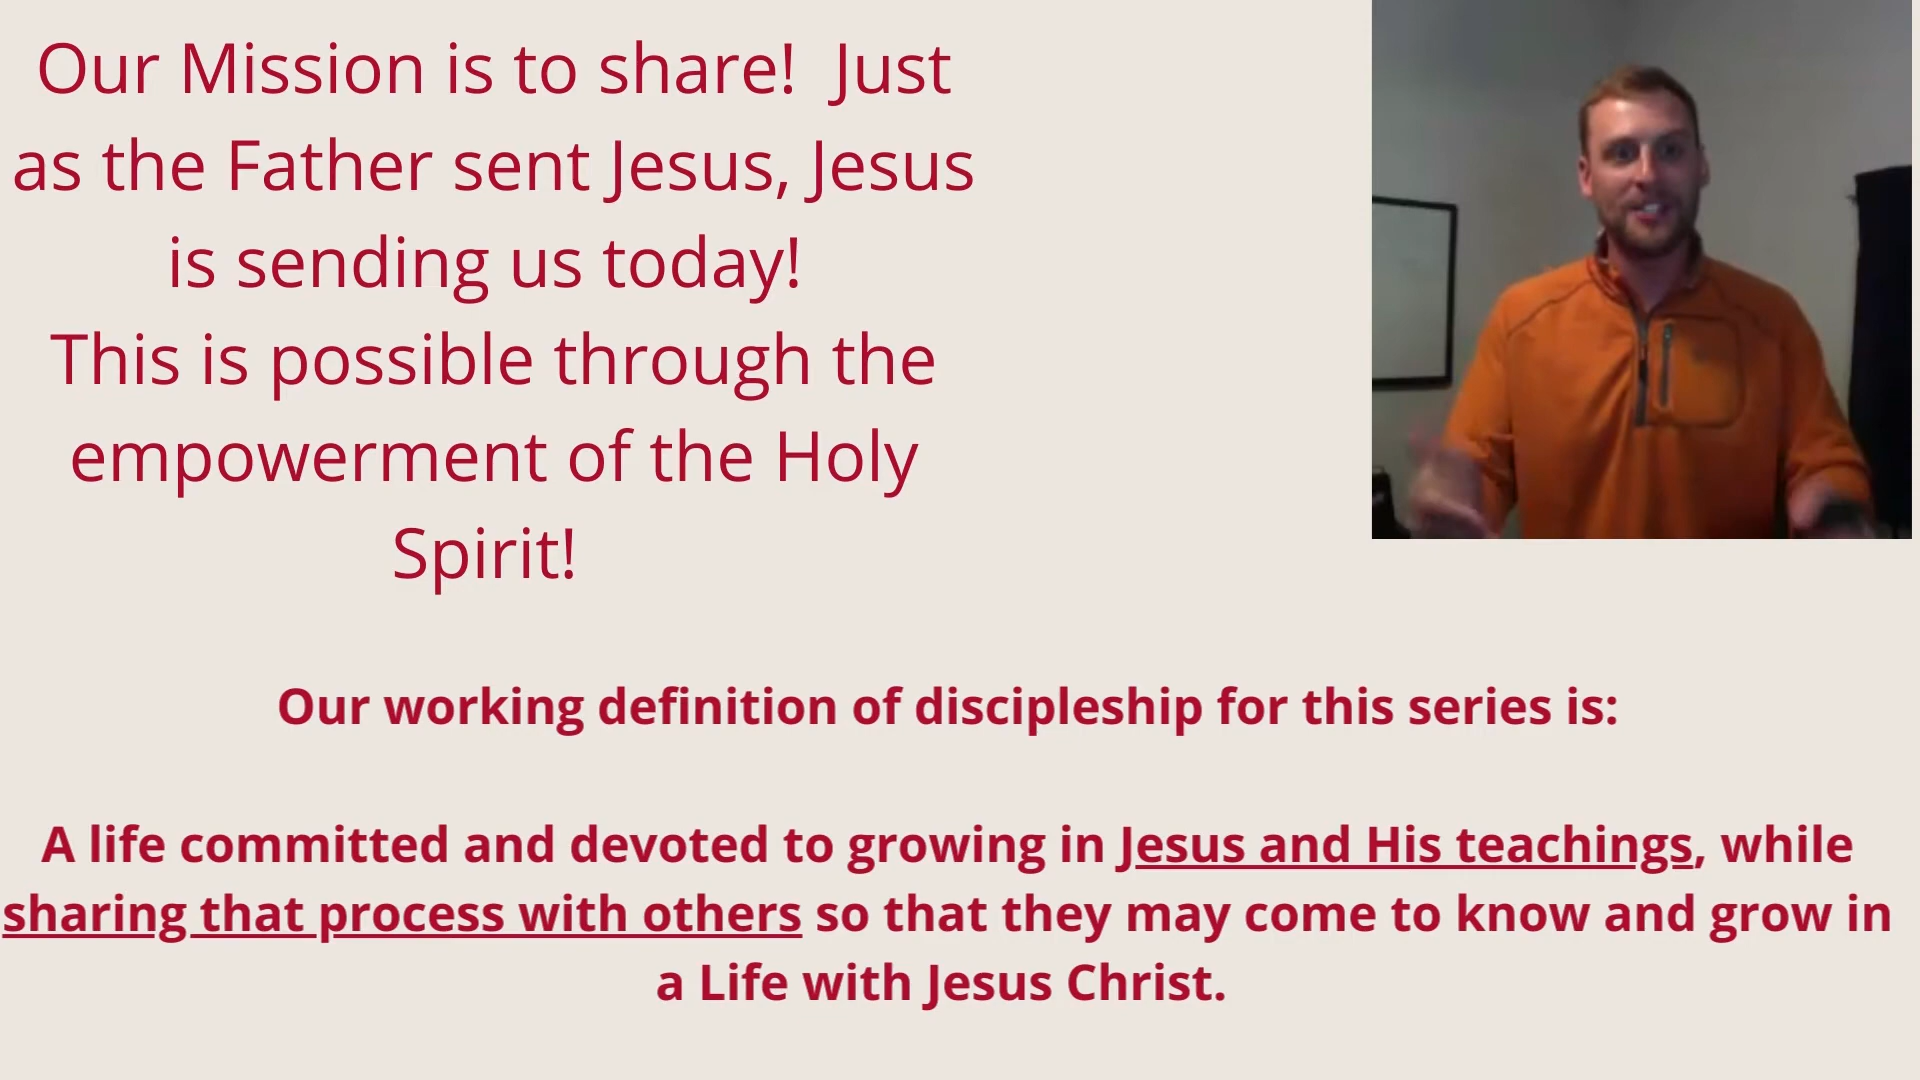 Our Mission is to share!  Just
as the Father sent Jesus, Jesus
is sending us today!
This is possible through the
empowerment of the Holy
Spirit!
Our working definition of discipleship for this series is:
A life committed and devoted to growing in Jesus and His teachings, while
sharing that process with others so that they may come to know and grow in
a Life with Jesus Christ.